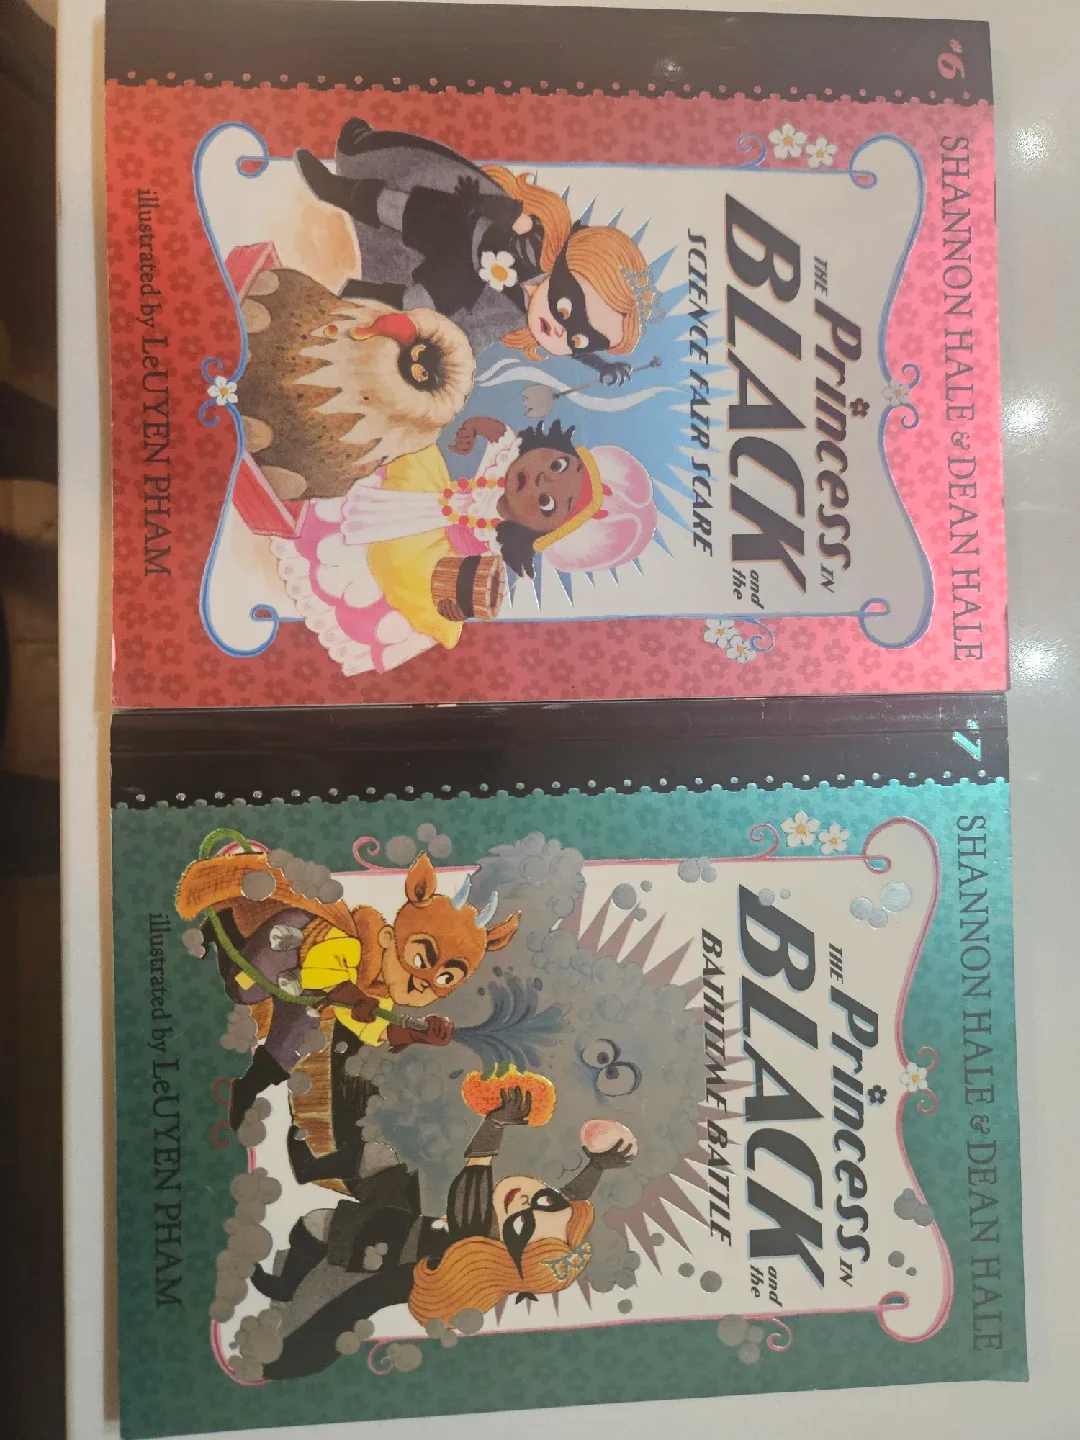 #6
SHANNON HALE & DEAN HALE
THE Princess IN
BLACK and the
SCIENCE FAIR SCARE
illustrated by LeUYEN PHAM
#7
SHANNON HALE & DEAN HALE
THE Princess IN
BLACK and the
BATHTIME BATTLE
illustrated by LeUYEN PHAM